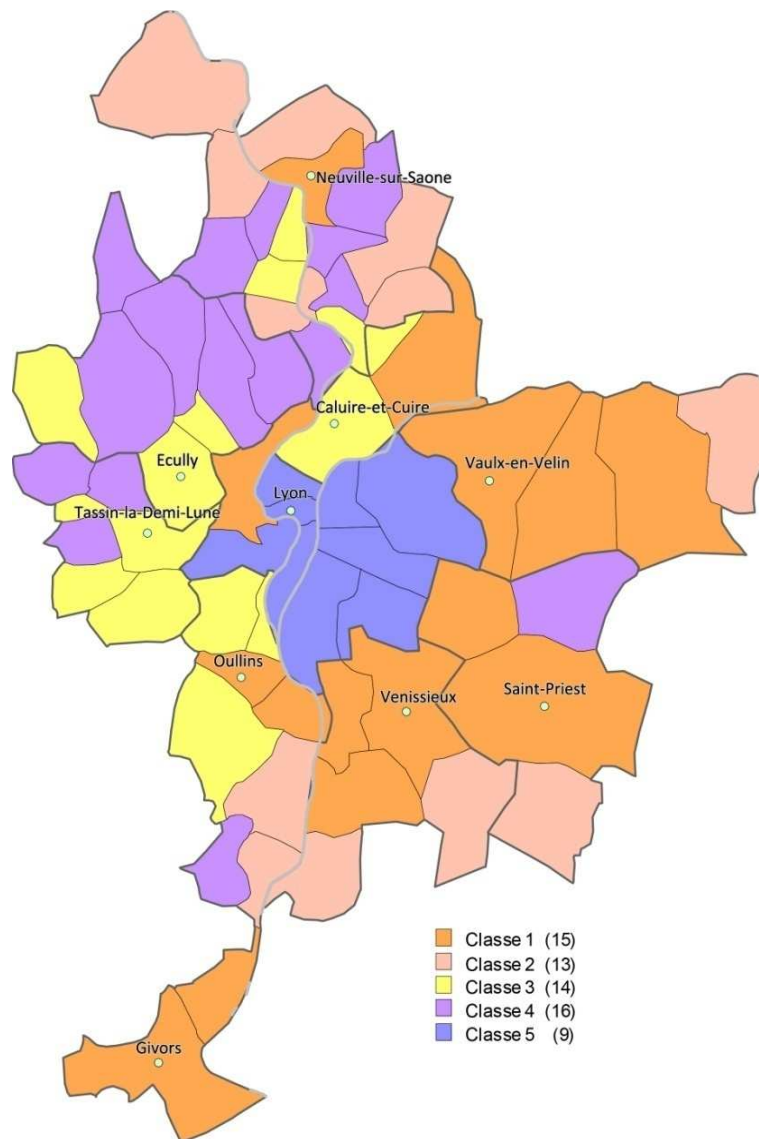 Neuville-sur-Saone
Caluire-et-Cuire
Ecully
Vaulx-en-Velin
Lyon
Tassin-la-Demi-Lune
Oullins
Venissieux
Saint-Priest
Classe 1 (15)
Classe 2 (13)
Classe 3 (14)
Classe 4 (16)
Classe 5 (9)
Givors